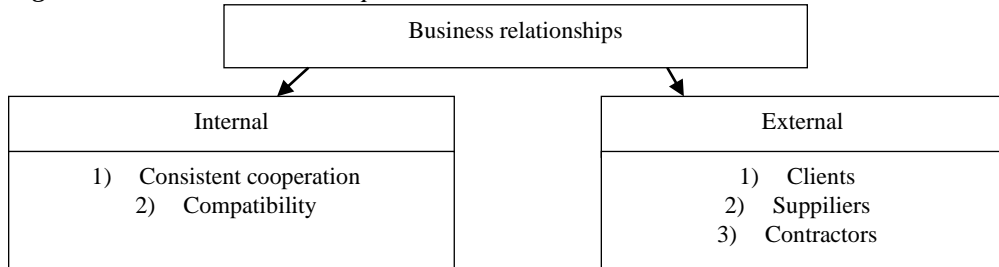 Business relationships
Internal
1) Consistent cooperation
2) Compatibility
External
1) Clients
2) Suppiliers
3) Contractors